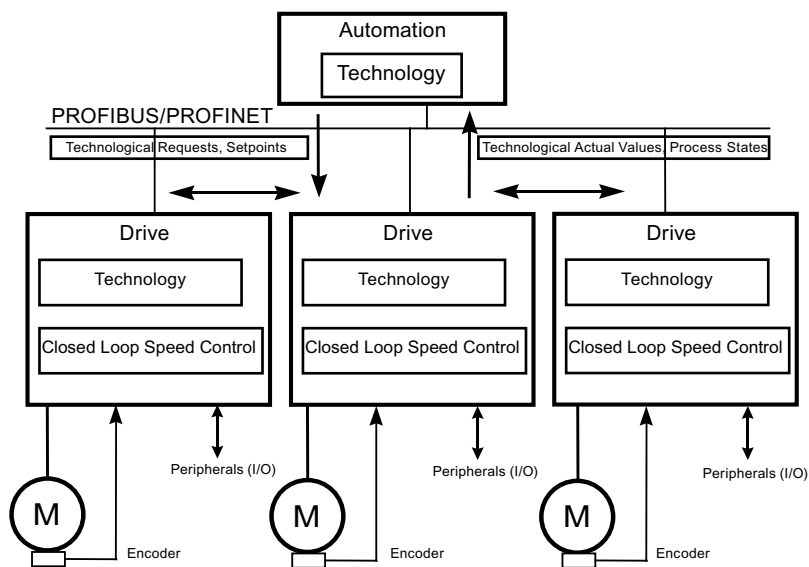 Automation
Technology
PROFIBUS/PROFINET
Technological Requests, Setpoints
Technological Actual Values, Process States
Drive
Technology
Closed Loop Speed Control
Drive
Technology
Closed Loop Speed Control
Drive
Technology
Closed Loop Speed Control
Peripherals (I/O)
Peripherals (I/O)
Peripherals (I/O)
M
M
M
Encoder
Encoder
Encoder